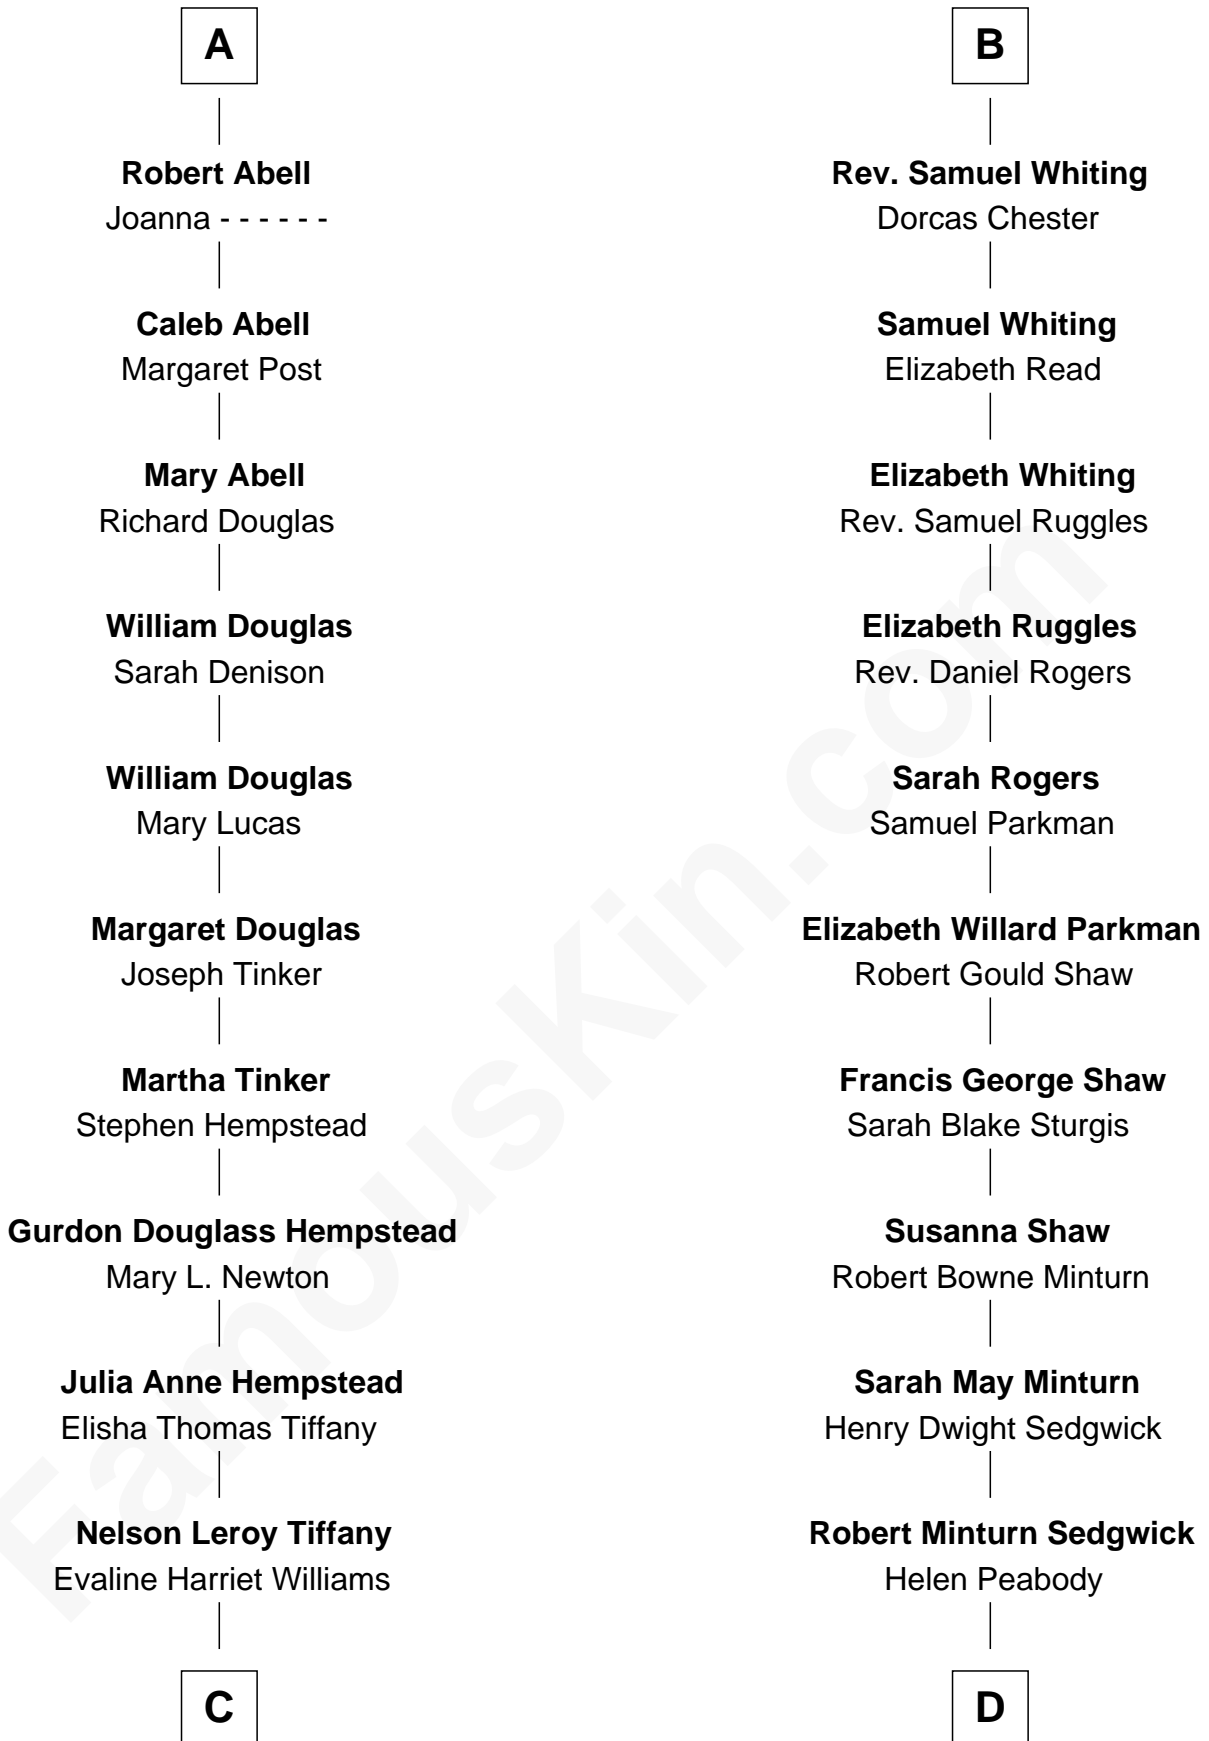 A
Robert Abell
Joanna - - - - - -
Caleb Abell
Margaret Post
Mary Abell
Richard Douglas
William Douglas
Sarah Denison
William Douglas
Mary Lucas
Margaret Douglas
Joseph Tinker
Martha Tinker
Stephen Hempstead
Gurdon Douglass Hempstead
Mary L. Newton
Julia Anne Hempstead
Elisha Thomas Tiffany
Nelson Leroy Tiffany
Evaline Harriet Williams
C
B
Rev. Samuel Whiting
Dorcas Chester
Samuel Whiting
Elizabeth Read
Elizabeth Whiting
Rev. Samuel Ruggles
Elizabeth Ruggles
Rev. Daniel Rogers
Sarah Rogers
Samuel Parkman
Elizabeth Willard Parkman
Robert Gould Shaw
Francis George Shaw
Sarah Blake Sturgis
Susanna Shaw
Robert Bowne Minturn
Sarah May Minturn
Henry Dwight Sedgwick
Robert Minturn Sedgwick
Helen Peabody
D
FamousKin.com